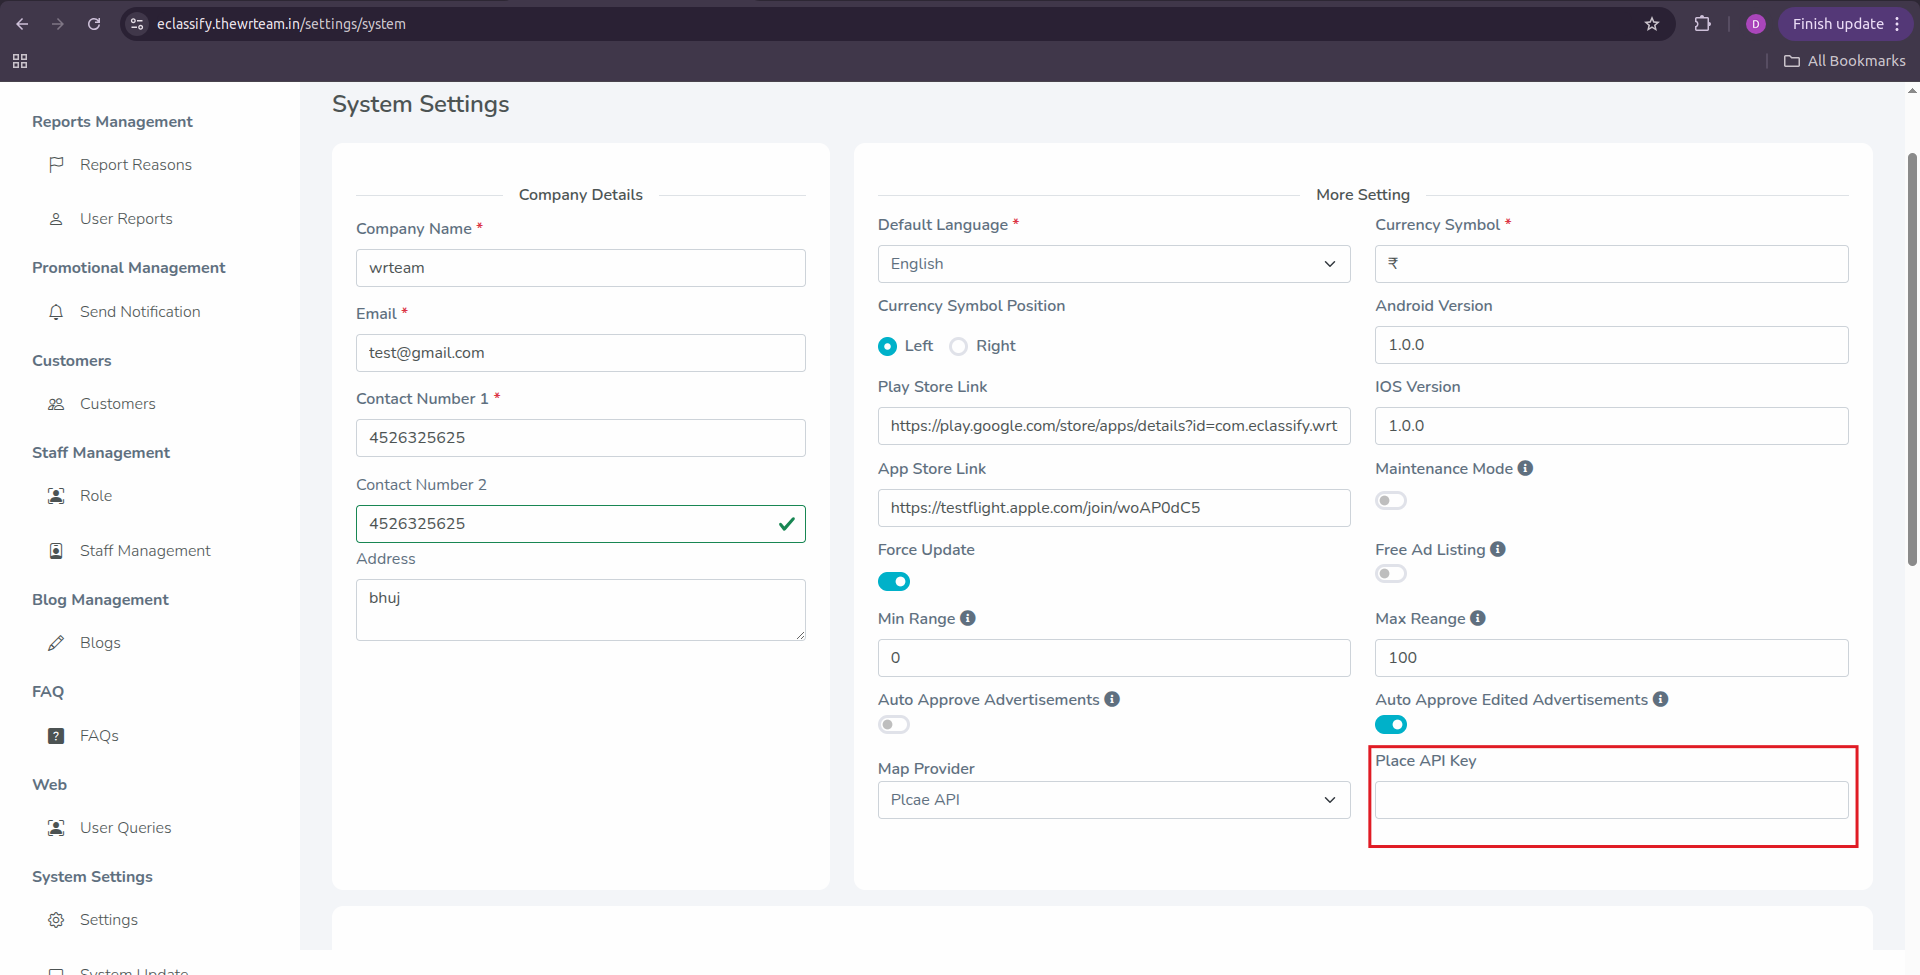 eclassify.thewrteam.in/settings/system
D
Finish update
All Bookmarks
Reports Management
Report Reasons
User Reports
Promotional Management
Send Notification
Customers
Customers
Staff Management
Role
Staff Management
Blog Management
Blogs
FAQ
FAQs
Web
User Queries
System Settings
Settings
System Update
System Settings
Company Details
Company Name *
wrteam
Email *
test@gmail.com
Contact Number 1 *
4526325625
Contact Number 2
4526325625
Address
bhuj
More Setting
Default Language *
English
Currency Symbol *
₹
Currency Symbol Position
Left Right
Android Version
1.0.0
Play Store Link
https://play.google.com/store/apps/details?id=com.eclassify.wrt
IOS Version
1.0.0
App Store Link
https://testflight.apple.com/join/woAP0dC5
Maintenance Mode
Force Update
Free Ad Listing
Min Range
0
Max Reange
100
Auto Approve Advertisements
Auto Approve Edited Advertisements
Map Provider
Plcae API
Place API Key